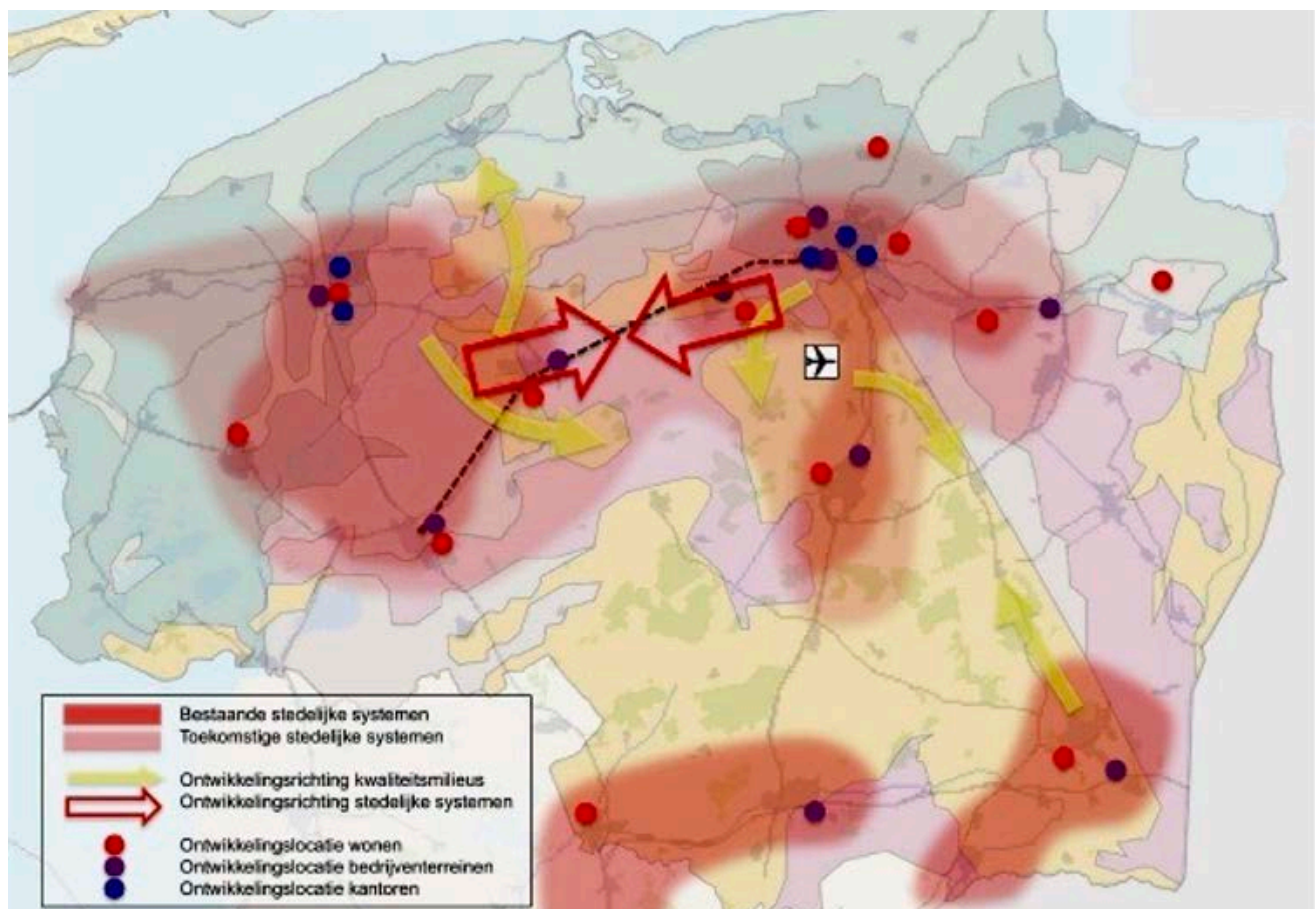 Bestaande stedelijke systemen
Toekomstige stedelijke systemen
Ontwikkelingsrichting kwaliteitsmilieus
Ontwikkelingsrichting stedelijke systemen
Ontwikkelingslocatie wonen
Ontwikkelingslocatie bedrijventerreinen
Ontwikkelingslocatie kantoren